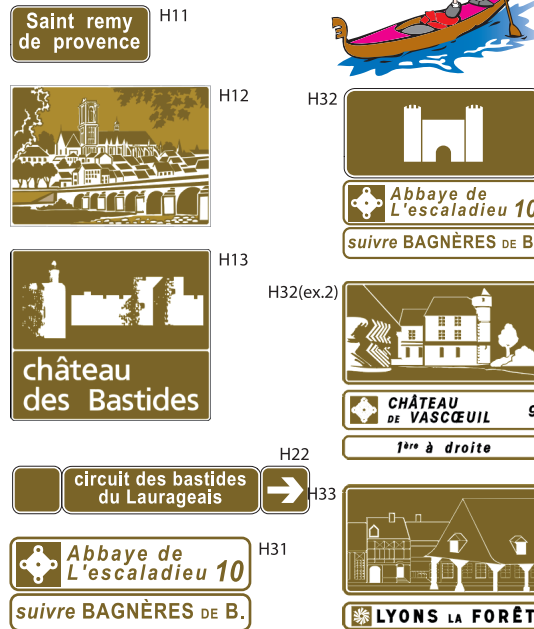 Saint remy
de provence
H11
H12
H13
château
des Bastides
H22
circuit des bastides
du Laurageais
H31
Abbaye de
L'escaladieu 10
suivre BAGNÈRES DE B.
H32
Abbaye de
L'escaladieu 10
suivre BAGNÈRES DE B
H32(ex.2)
CHÂTEAU
DE VASCŒUIL
1ère à droite
H33
LYONS LA FORÊT